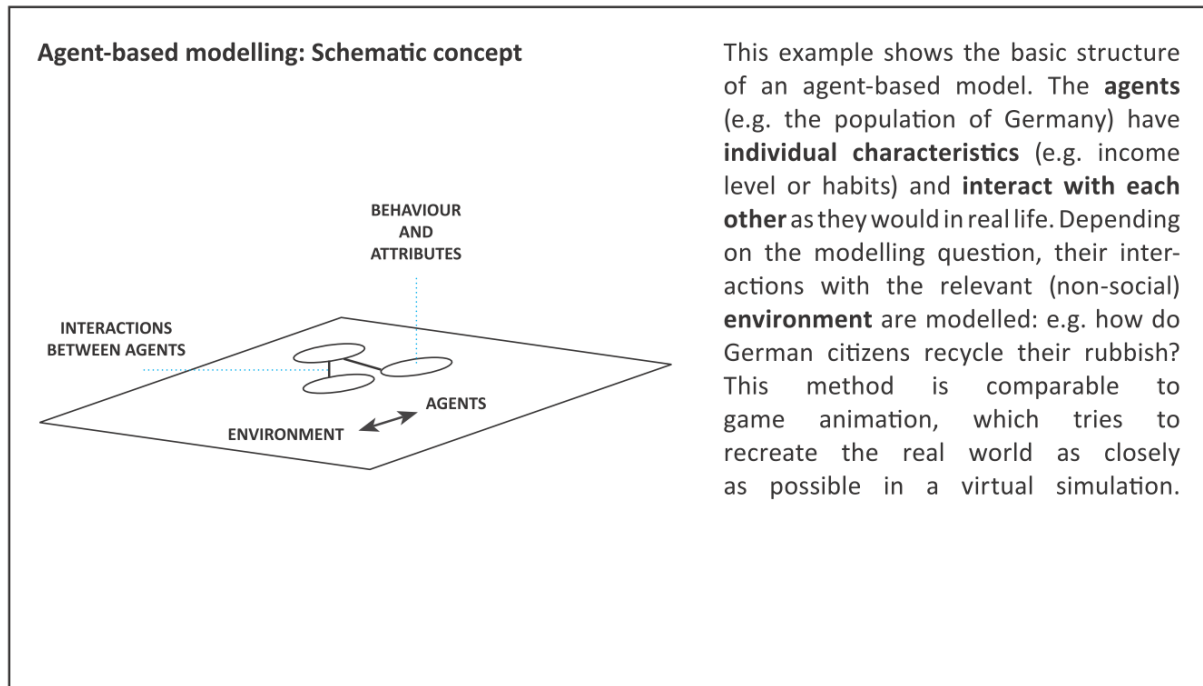 Agent-based modelling: Schematic concept
BEHAVIOUR
AND
ATTRIBUTES
INTERACTIONS
BETWEEN AGENTS
AGENTS
ENVIRONMENT
This example shows the basic structure
of an agent-based model. The agents
(e.g. the population of Germany) have
individual characteristics (e.g. income
level or habits) and interact with each
other as they would in real life. Depending
on the modelling question, their inter-
actions with the relevant (non-social)
environment are modelled: e.g. how do
German citizens recycle their rubbish?
This method is comparable to
game animation, which tries to
recreate the real world as closely
as possible in a virtual simulation.